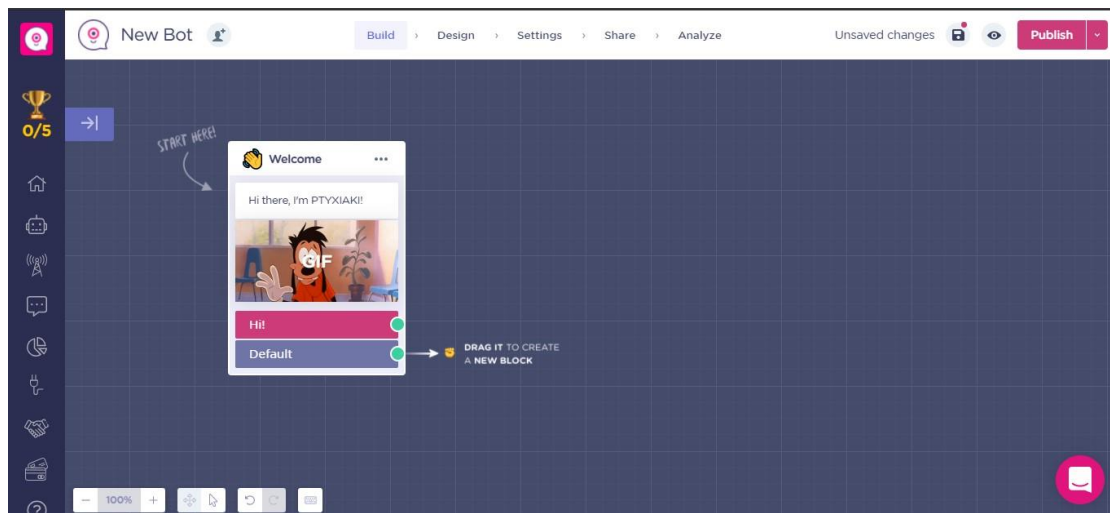 New Bot
Build › Design › Settings › Share › Analyze
Unsaved changes
Publish
0/5
START HERE!
Welcome
Hi there, I'm PTYXIAKI!
GIF
Hi!
Default
DRAG IT TO CREATE
A NEW BLOCK
− 100% +